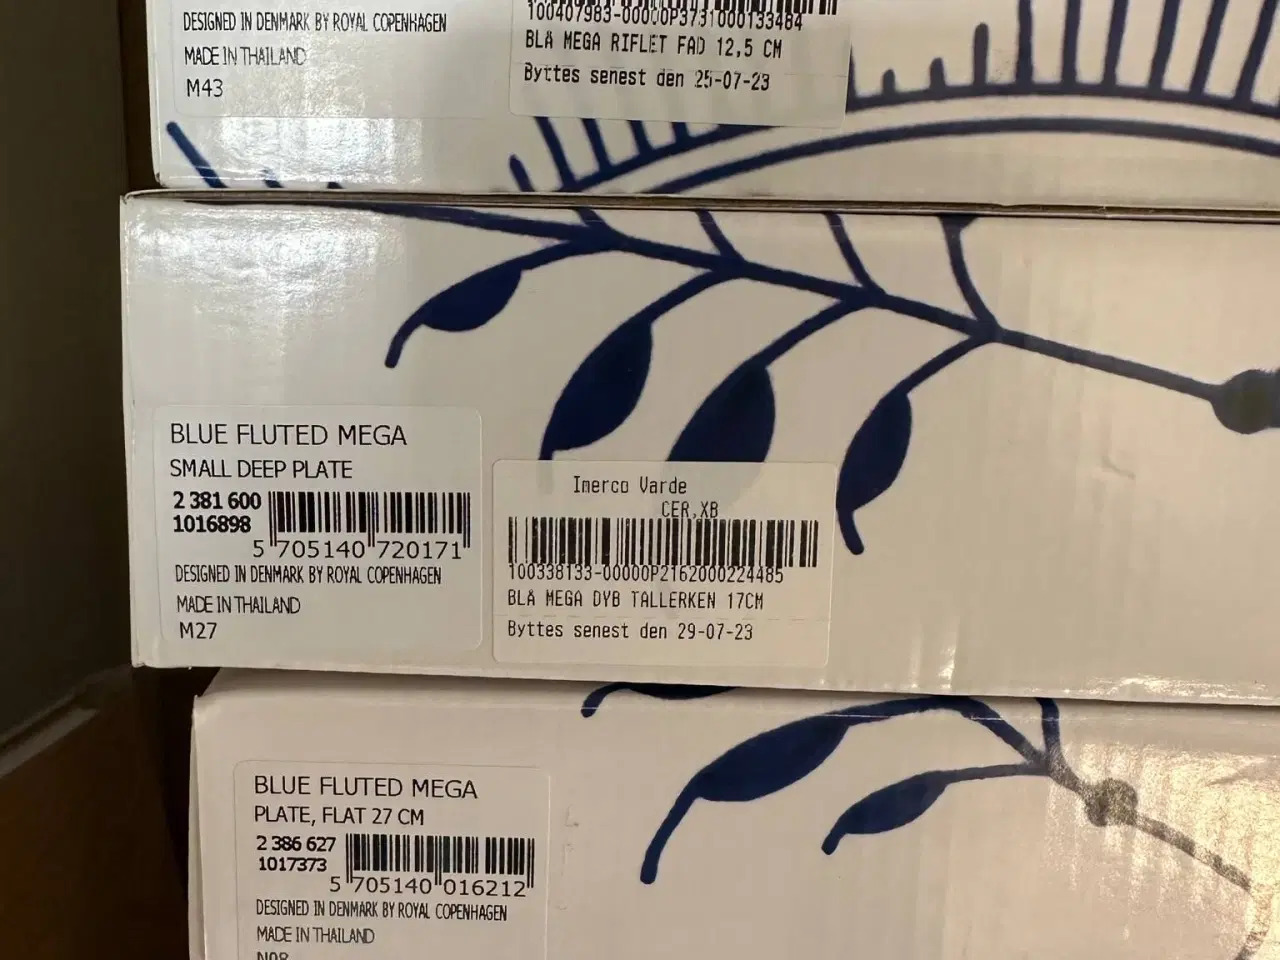 DESIGNED IN DENMARK BY ROYAL COPENHAGEN
MADE IN THAILAND
M43
100407983-00000P3731000133484
BLÅ MEGA RIFLET FAD 12,5 CM
Byttes senest den 25-07-23
BLUE FLUTED MEGA
SMALL DEEP PLATE
2 381 600
1016898
5 705140 720171
DESIGNED IN DENMARK BY ROYAL COPENHAGEN
MADE IN THAILAND
M27
Imerco Varde
CER,XB
100338133-00000P2162000224485
BLÅ MEGA DYB TALLERKEN 17CM
Byttes senest den 29-07-23
BLUE FLUTED MEGA
PLATE, FLAT 27 CM
2 386 627
1017373
5 705140 016212
DESIGNED IN DENMARK BY ROYAL COPENHAGEN
MADE IN THAILAND